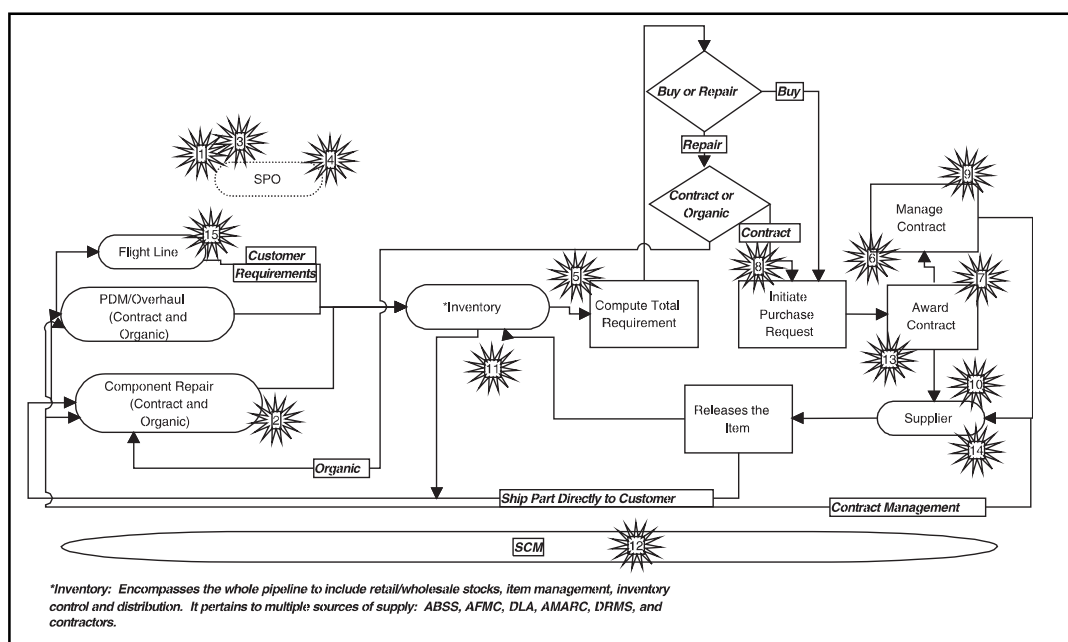 Buy or Repair
Buy
Repair
3
1
4
SPO
Contract or
Organic
9
Manage
Contract
15
Flight Line
Customer
Requirements
Contract
8
6
7
5
PDM/Overhaul
(Contract and
Organic)
*Inventory
Compute Total
Requirement
Initiate
Purchase
Request
Award
Contract
13
11
10
Component Repair
(Contract and
Organic)
2
Releases the
Item
Supplier
14
Organic
Ship Part Directly to Customer
Contract Management
SCM
12
*Inventory: Encompasses the whole pipeline to include retail/wholesale stocks, item management, inventory
control and distribution. It pertains to multiple sources of supply: ABSS, AFMC, DLA, AMARC, DRMS, and
contractors.